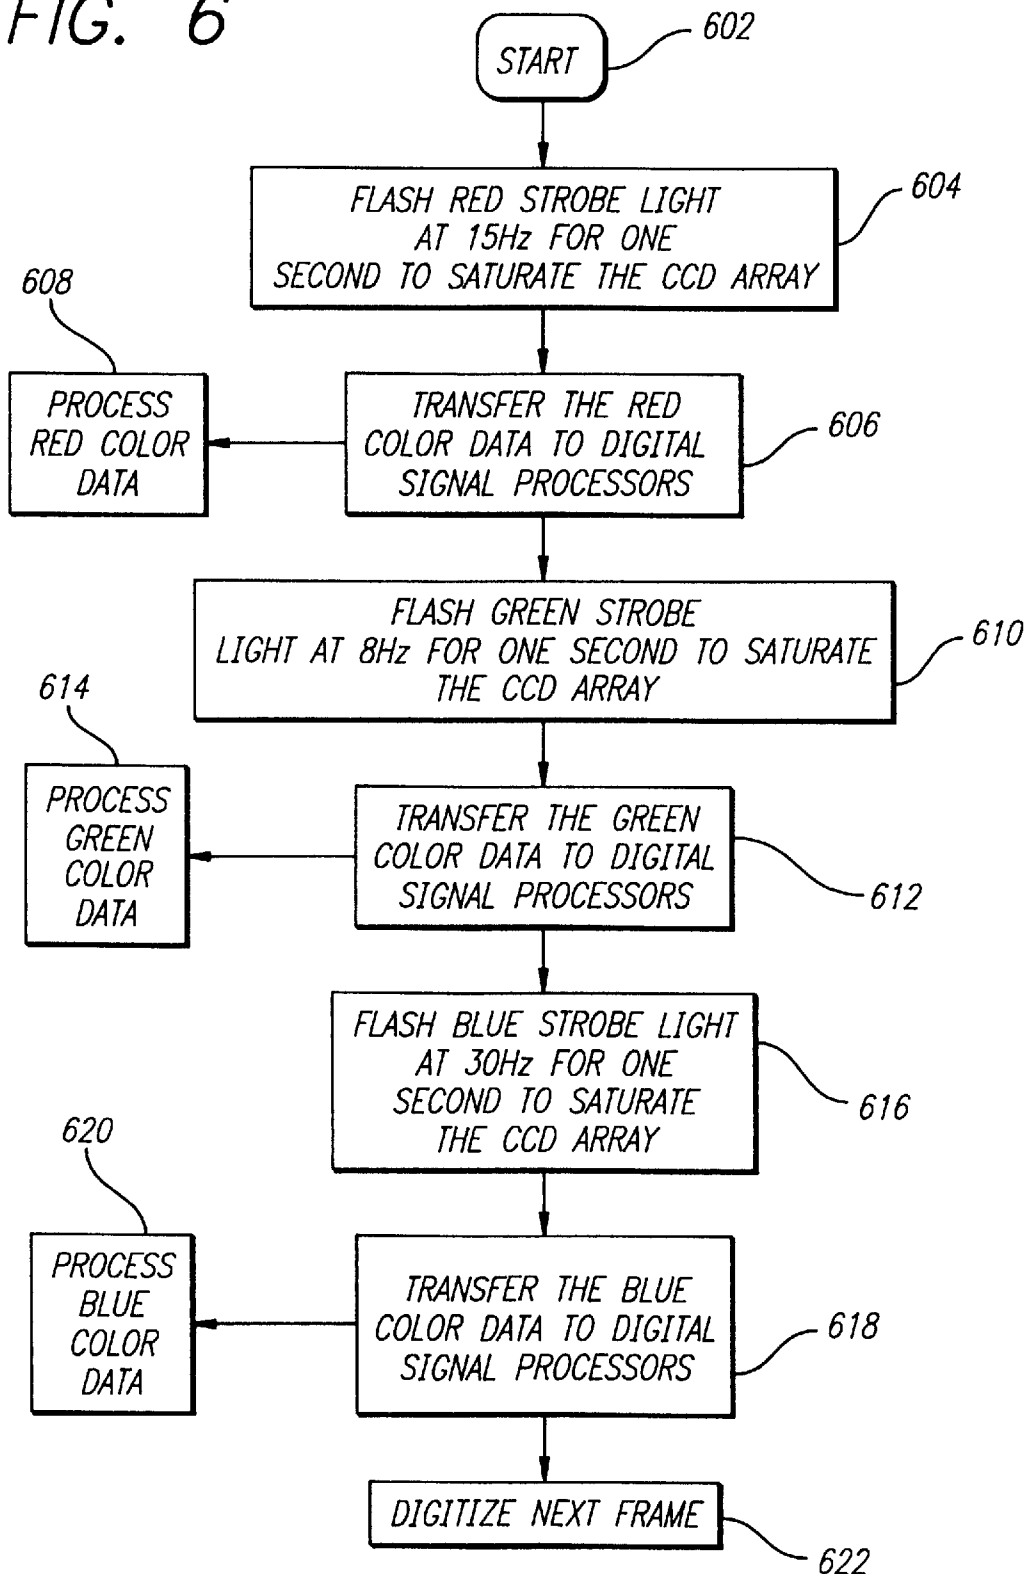 FIG. 6
START
602
FLASH RED STROBE LIGHT
AT 15Hz FOR ONE
SECOND TO SATURATE THE CCD ARRAY
604
608
PROCESS
RED COLOR
DATA
TRANSFER THE RED
COLOR DATA TO DIGITAL
SIGNAL PROCESSORS
606
FLASH GREEN STROBE
LIGHT AT 8Hz FOR ONE SECOND TO SATURATE
THE CCD ARRAY
610
614
PROCESS
GREEN
COLOR
DATA
TRANSFER THE GREEN
COLOR DATA TO DIGITAL
SIGNAL PROCESSORS
612
FLASH BLUE STROBE LIGHT
AT 30Hz FOR ONE
SECOND TO SATURATE
THE CCD ARRAY
616
620
PROCESS
BLUE
COLOR
DATA
TRANSFER THE BLUE
COLOR DATA TO DIGITAL
SIGNAL PROCESSORS
618
DIGITIZE NEXT FRAME
622